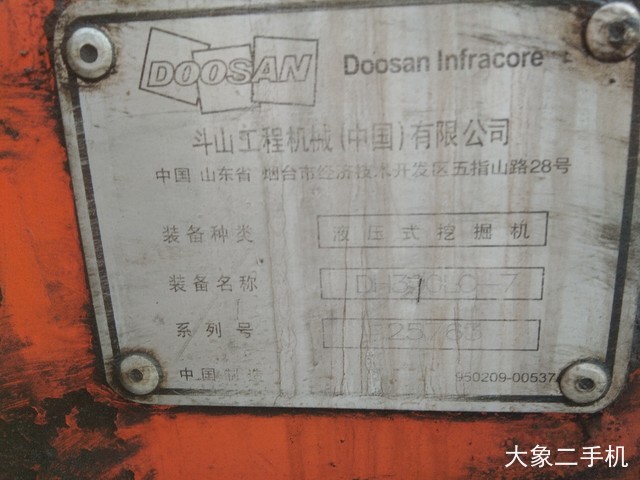 DOOSAN Doosan Infracore
斗山工程机械(中国)有限公司
中国 山东省 烟台市经济技术开发区五指山路28号
装备种类 液压式挖掘机
装备名称
系列号
中国制造 950209-00537
大象二手机